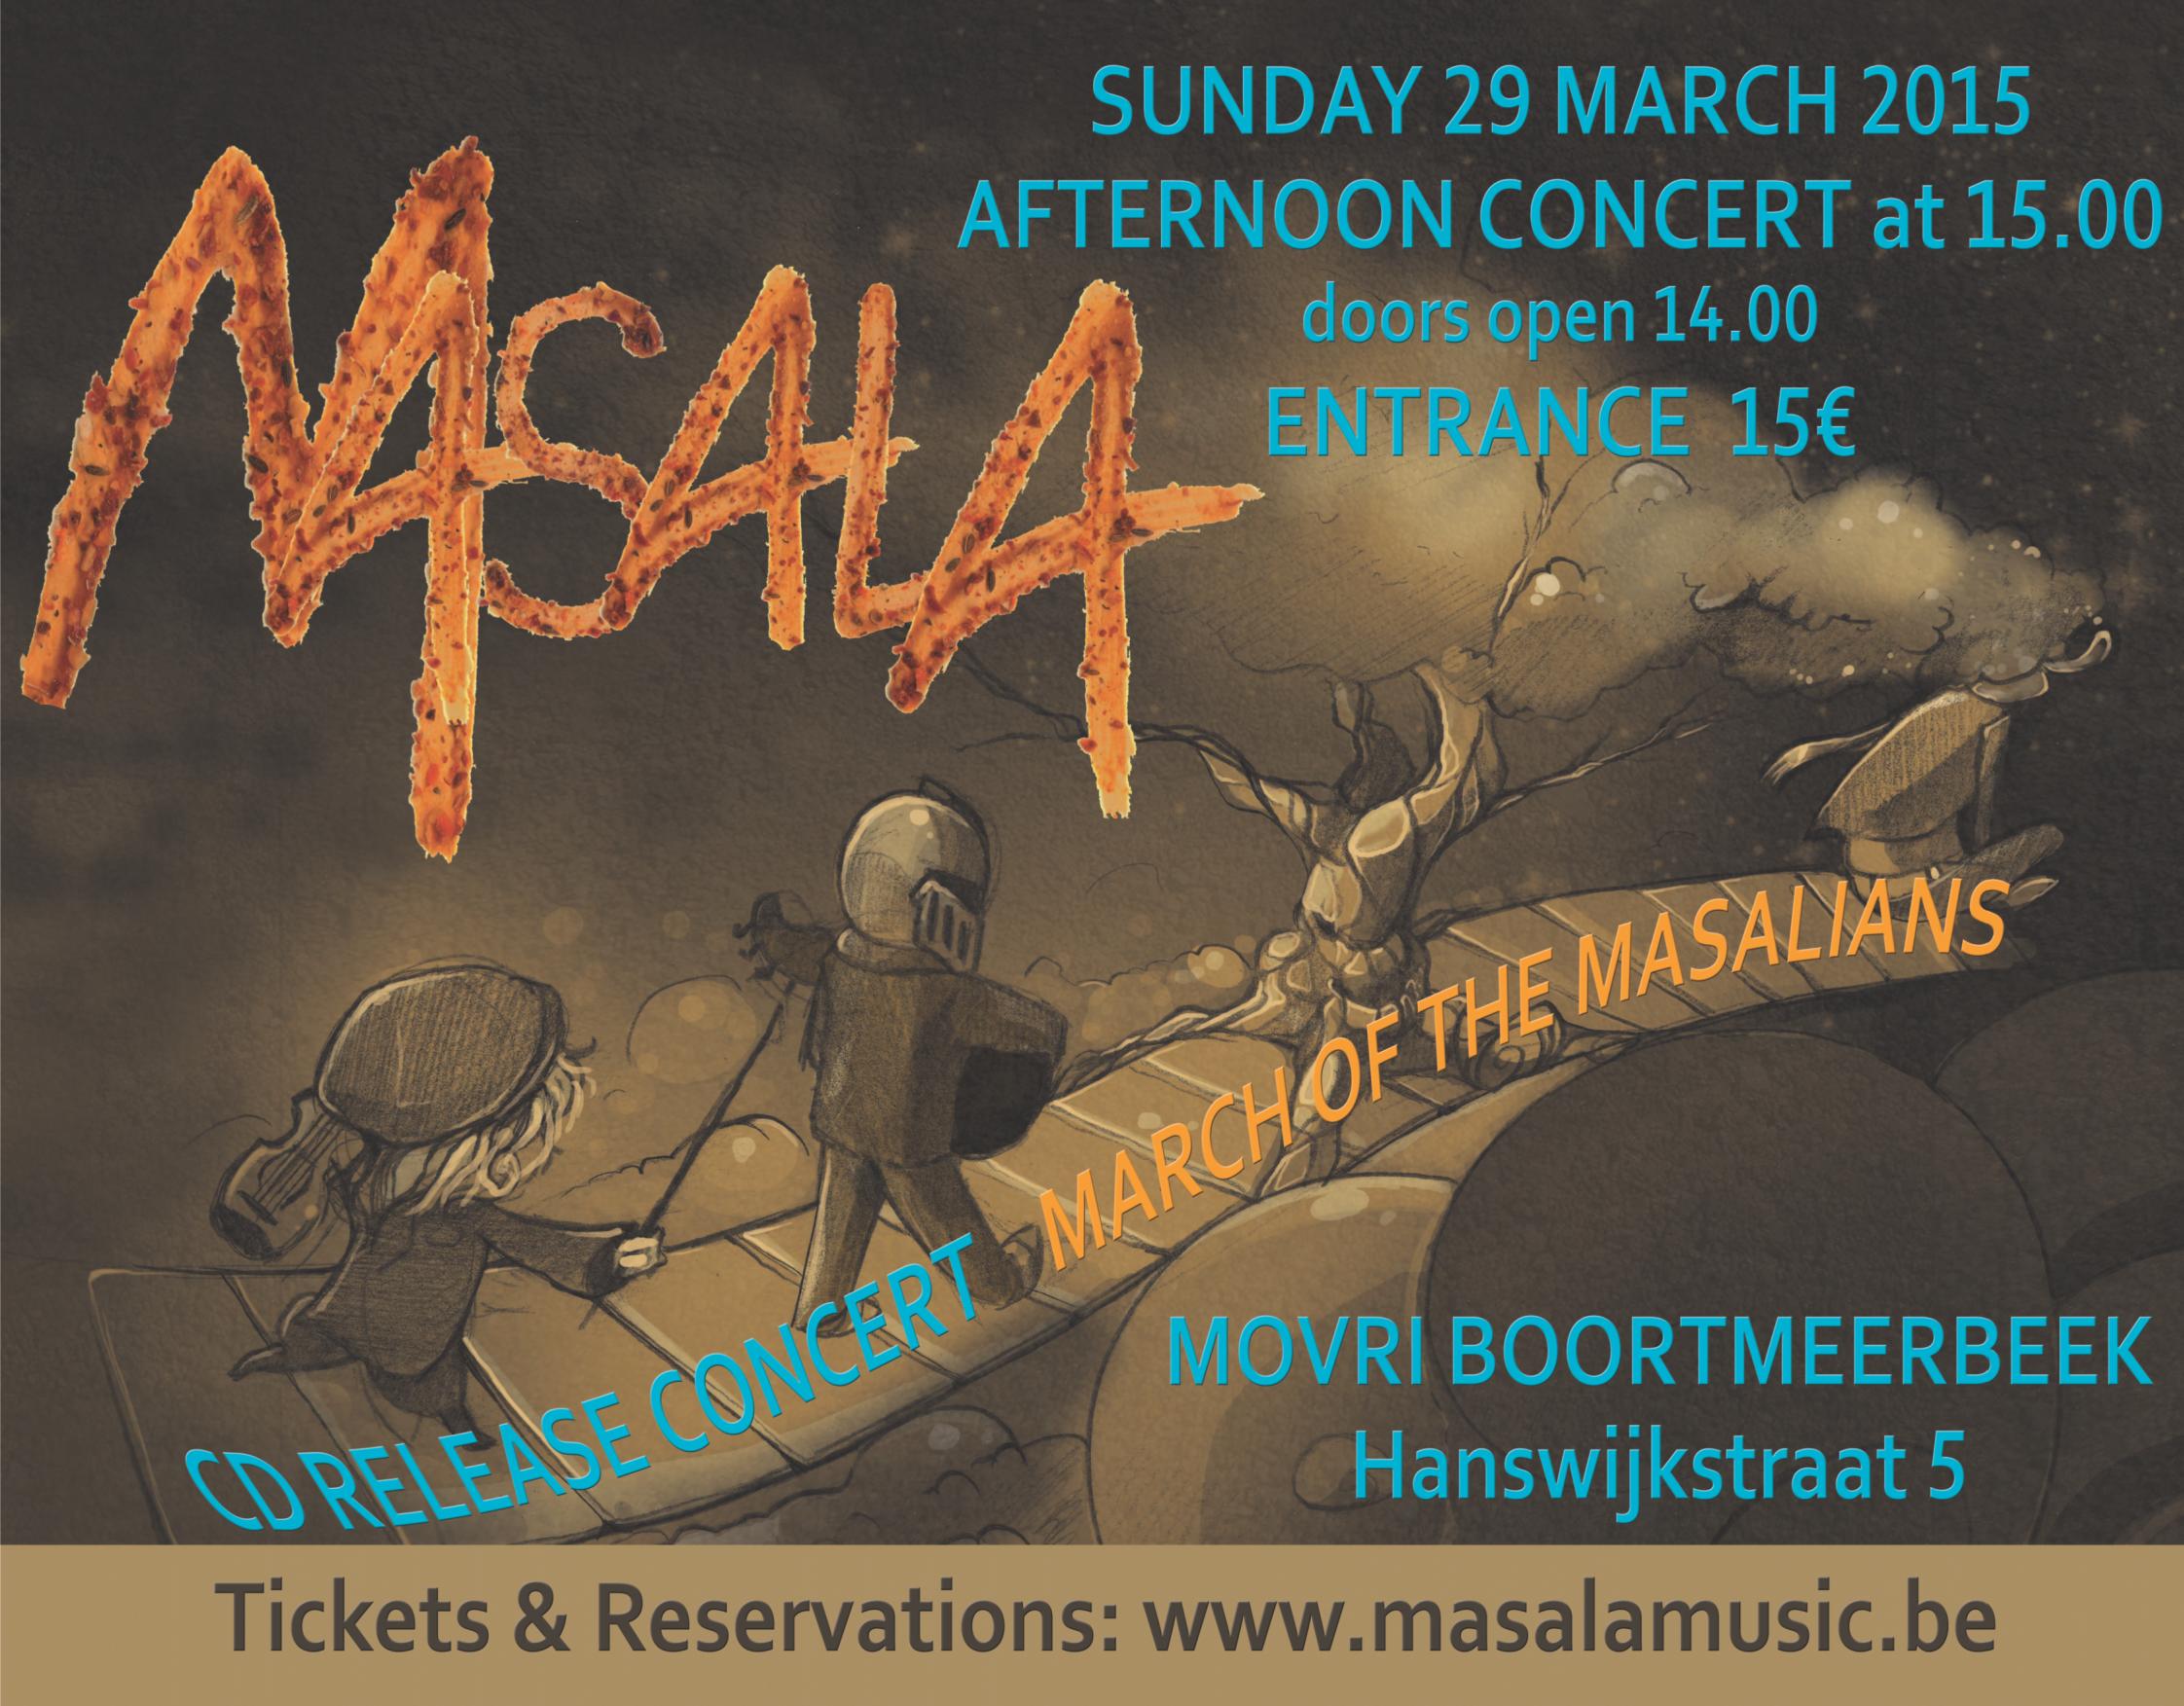 MASALA
SUNDAY 29 MARCH 2015
AFTERNOON CONCERT at 15.00
doors open 14.00
ENTRANCE 15€
CD RELEASE CONCERT MARCH OF THE MASALIANS
MOVRI BOORTMEERBEEK
Hanswijkstraat 5
Tickets & Reservations: www.masalamusic.be